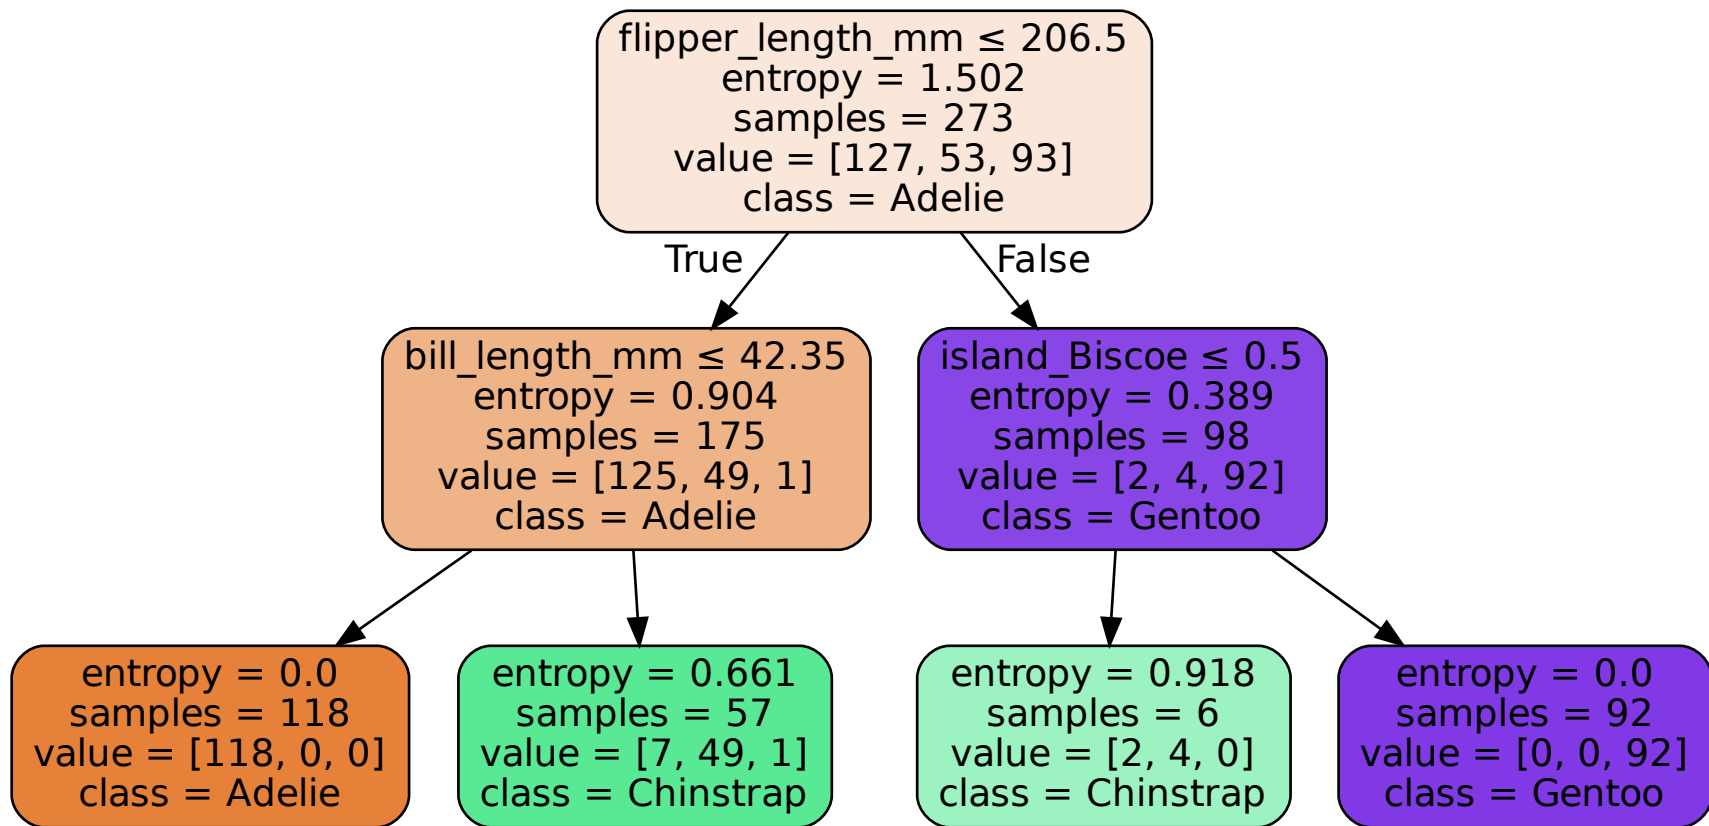 flipper_length_mm ≤ 206.5
entropy = 1.502
samples = 273
value = [127, 53, 93]
class = Adelie
True
False
bill_length_mm ≤ 42.35
entropy = 0.904
samples = 175
value = [125, 49, 1]
class = Adelie
island_Biscoe ≤ 0.5
entropy = 0.389
samples = 98
value = [2, 4, 92]
class = Gentoo
entropy = 0.0
samples = 118
value = [118, 0, 0]
class = Adelie
entropy = 0.661
samples = 57
value = [7, 49, 1]
class = Chinstrap
entropy = 0.918
samples = 6
value = [2, 4, 0]
class = Chinstrap
entropy = 0.0
samples = 92
value = [0, 0, 92]
class = Gentoo